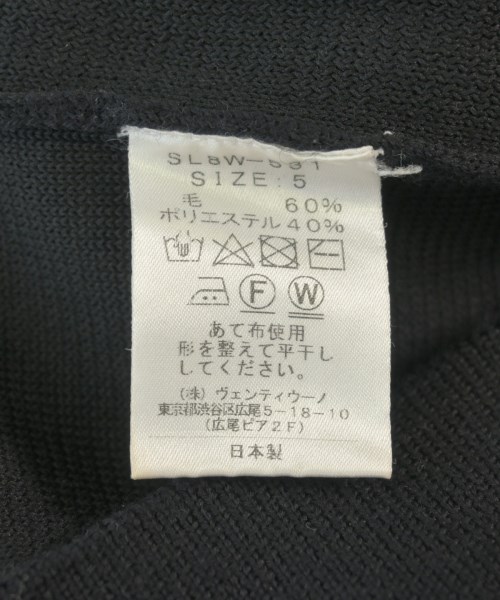 SL8W-531
SIZE:5
毛 60%
ポリエステル 40%
F W
あて布使用
形を整えて平干し
してください。
(株) ヴェンティウーノ
東京都渋谷区広尾5-18-10
(広尾ピア2F)
日本製